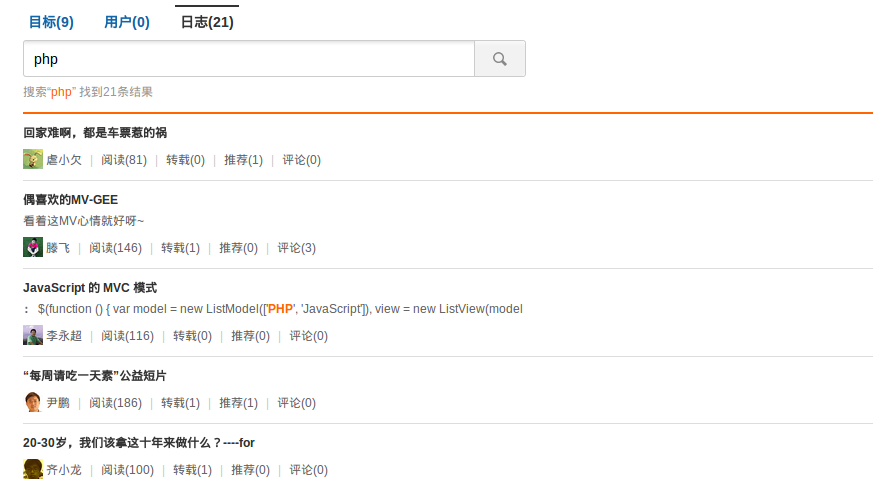 目标(9) 用户(0) 日志(21)
php
搜索“php” 找到21条结果
回家难啊，都是车票惹的祸
虐小欠 | 阅读(81) | 转载(0) | 推荐(1) | 评论(0)
偶喜欢的MV-GEE
看着这MV心情就好呀~
滕飞 | 阅读(146) | 转载(1) | 推荐(0) | 评论(3)
JavaScript 的 MVC 模式
： $(function () { var model = new ListModel(['PHP', 'JavaScript']), view = new ListView(model
李永超 | 阅读(116) | 转载(0) | 推荐(0) | 评论(0)
“每周请吃一天素”公益短片
尹鹏 | 阅读(186) | 转载(1) | 推荐(1) | 评论(0)
20-30岁，我们该拿这十年来做什么？----for
齐小龙 | 阅读(100) | 转载(1) | 推荐(0) | 评论(0)